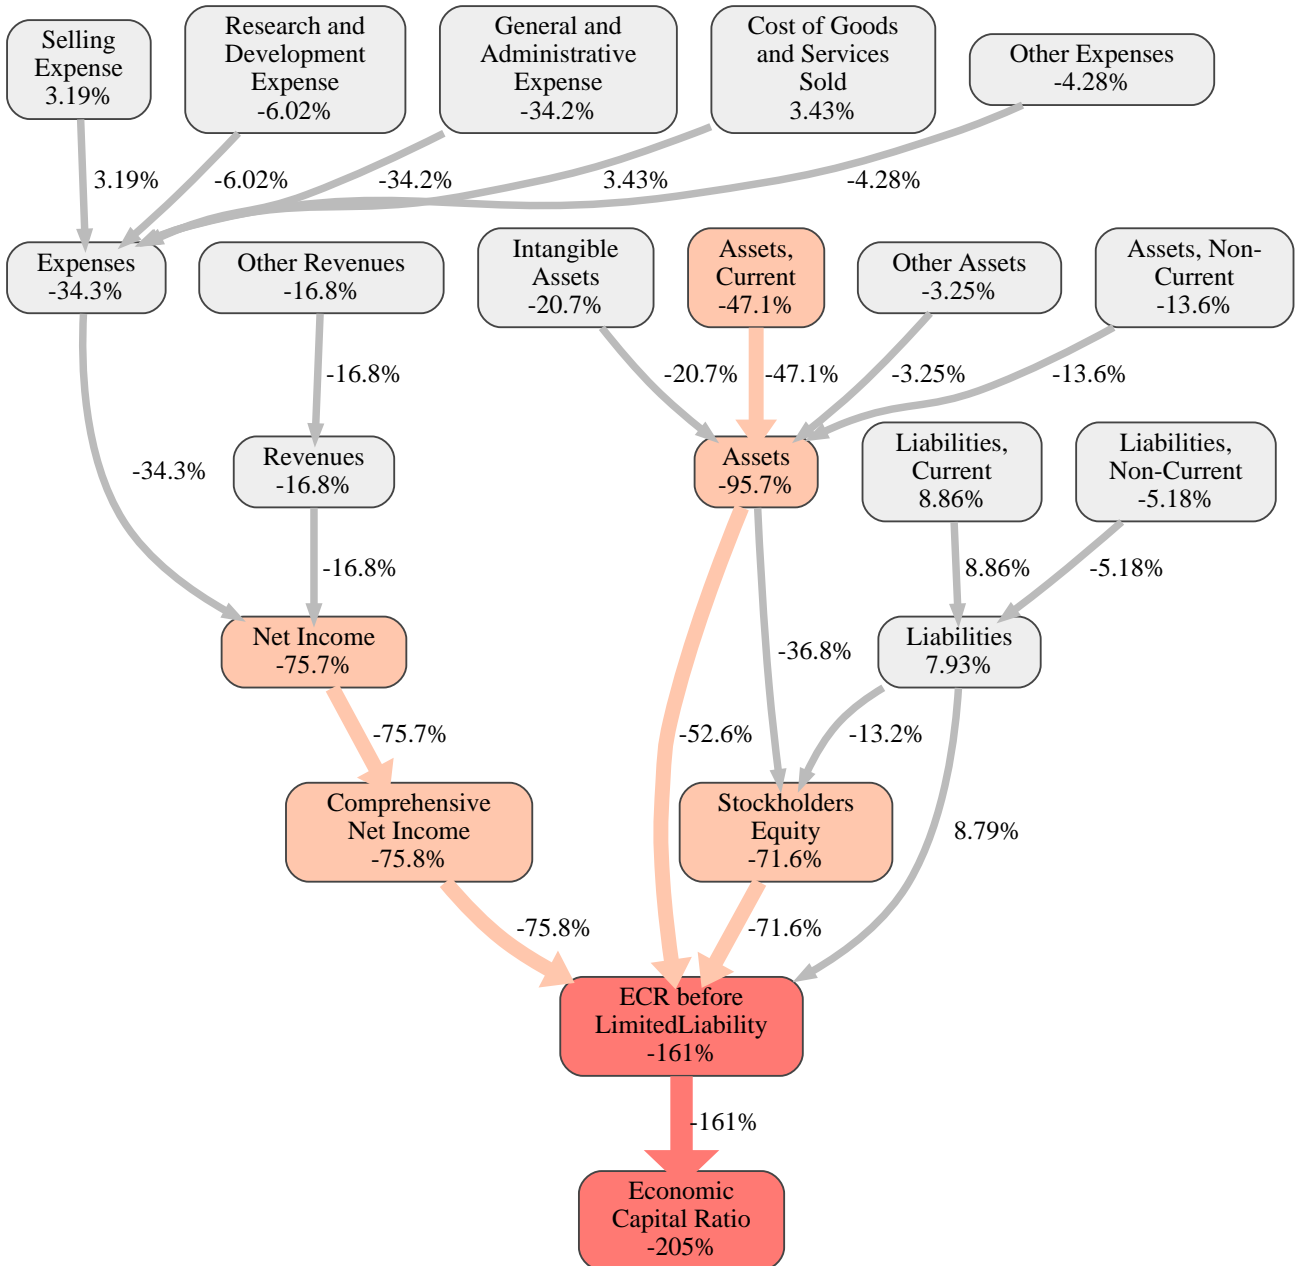 Selling
Expense
3.19%
Research and
Development
Expense
-6.02%
General and
Administrative
Expense
-34.2%
Cost of Goods
and Services
Sold
3.43%
Other Expenses
-4.28%
3.19%
-6.02%
-34.2%
3.43%
-4.28%
Expenses
-34.3%
Other Revenues
-16.8%
Intangible
Assets
-20.7%
Assets,
Current
-47.1%
Other Assets
-3.25%
Assets, Non-
Current
-13.6%
-16.8%
-20.7%
-47.1%
-3.25%
-13.6%
-34.3%
Revenues
-16.8%
Assets
-95.7%
Liabilities,
Current
8.86%
Liabilities,
Non-Current
-5.18%
-16.8%
8.86%
-5.18%
Net Income
-75.7%
-36.8%
Liabilities
7.93%
-75.7%
-52.6%
-13.2%
Comprehensive
Net Income
-75.8%
Stockholders
Equity
-71.6%
8.79%
-75.8%
-71.6%
ECR before
LimitedLiability
-161%
-161%
Economic
Capital Ratio
-205%